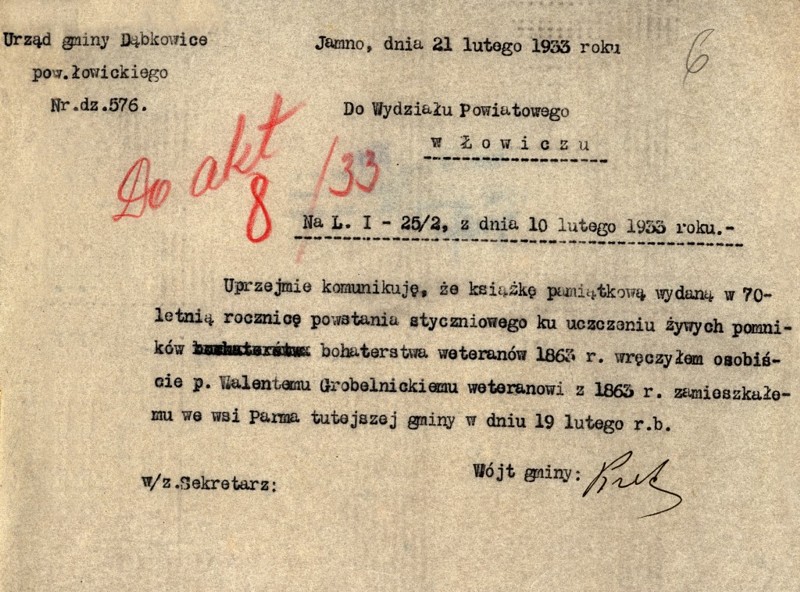 Urząd gminy Dąbkowice
pow.łowickiego
Nr.dz.576.
Jamno, dnia 21 lutego 1933 roku
6
Do Wydziału Powiatowego
w Łowiczu
Do akt
8 /33
Na L. I - 25/2, z dnia 10 lutego 1933 roku.-
Uprzejmie komunikuję, że książkę pamiątkową wydaną w 70-
letnią rocznicę powstania styczniowego ku uczczeniu żywych pomni-
ków bohaterstwa weteranów 1863 r. wręczyłem osobiś-
cie p. Walentemu Grobelnickiemu weteranowi z 1863 r. zamieszkałe-
mu we wsi Parma tutejszej gminy w dniu 19 lutego r.b.
w/z.Sekretarz:
Wójt gminy: